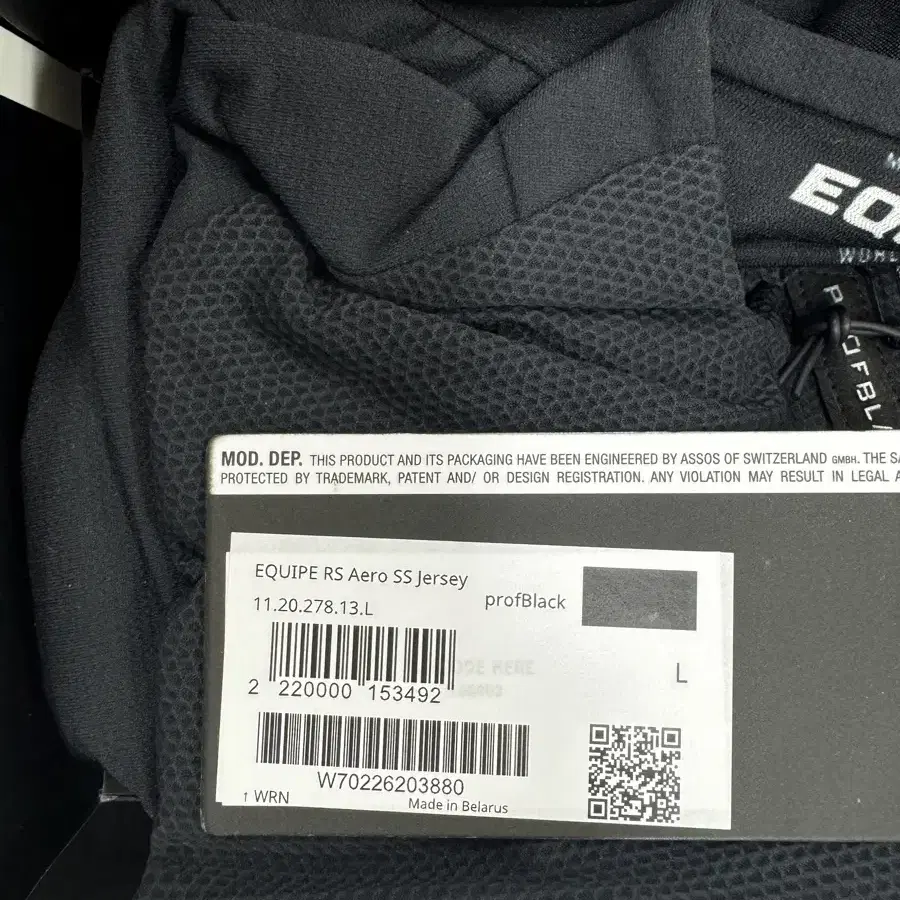 EQ
P OFBLA
MOD. DEP. THIS PRODUCT AND ITS PACKAGING HAVE BEEN ENGINEERED BY ASSOS OF SWITZERLAND GMBH. THE SA
PROTECTED BY TRADEMARK, PATENT AND/ OR DESIGN REGISTRATION. ANY VIOLATION MAY RESULT IN LEGAL A
EQUIPE RS Aero SS Jersey
11.20.278.13.L
profBlack
L
2 220000 153492
W70226203880
↑ WRN
Made in Belarus